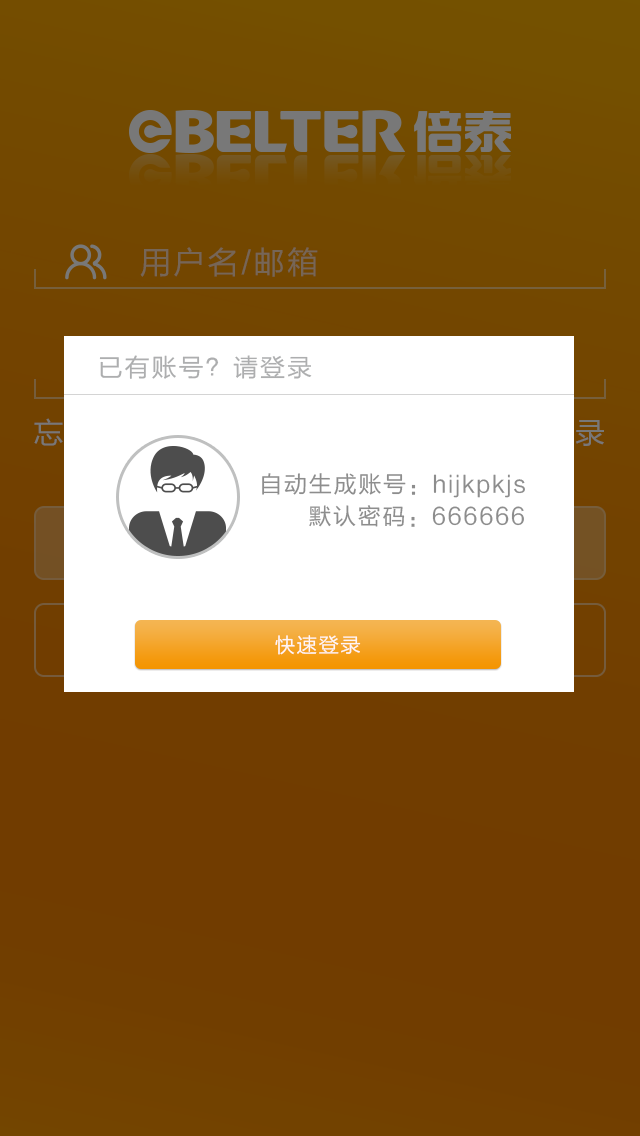 eBELTER 倍泰
用户名/邮箱
已有账号？请登录
忘
录
自动生成账号：hijkpkjs
默认密码：666666
快速登录